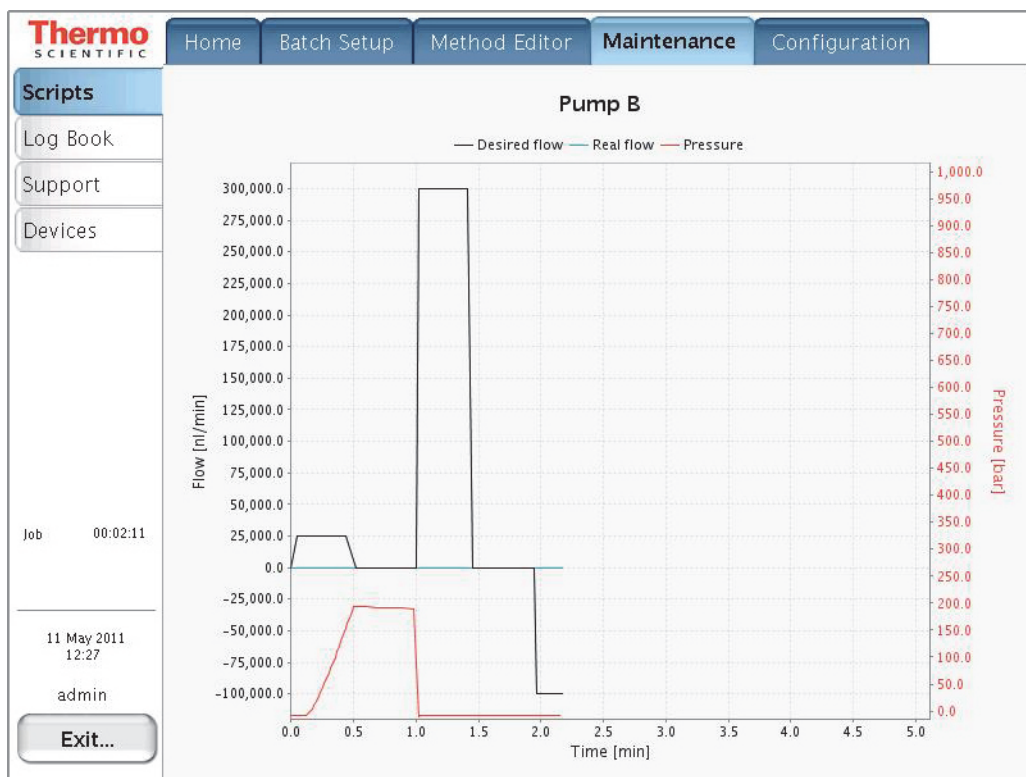 Thermo
SCIENTIFIC
Home
Batch Setup
Method Editor
Maintenance
Configuration
Scripts
Log Book
Support
Devices
Job 00:02:11
11 May 2011
12:27
admin
Exit...
Pump B
Desired flow Real flow Pressure
Flow [nl/min]
300,000.0
275,000.0
250,000.0
225,000.0
200,000.0
175,000.0
150,000.0
125,000.0
100,000.0
75,000.0
50,000.0
25,000.0
0.0
-25,000.0
-50,000.0
-75,000.0
-100,000.0
1,000.0
950.0
900.0
850.0
800.0
750.0
700.0
650.0
600.0
550.0
500.0
450.0
400.0
350.0
300.0
250.0
200.0
150.0
100.0
50.0
0.0
Pressure [bar]
0.0 0.5 1.0 1.5 2.0 2.5 3.0 3.5 4.0 4.5 5.0
Time [min]